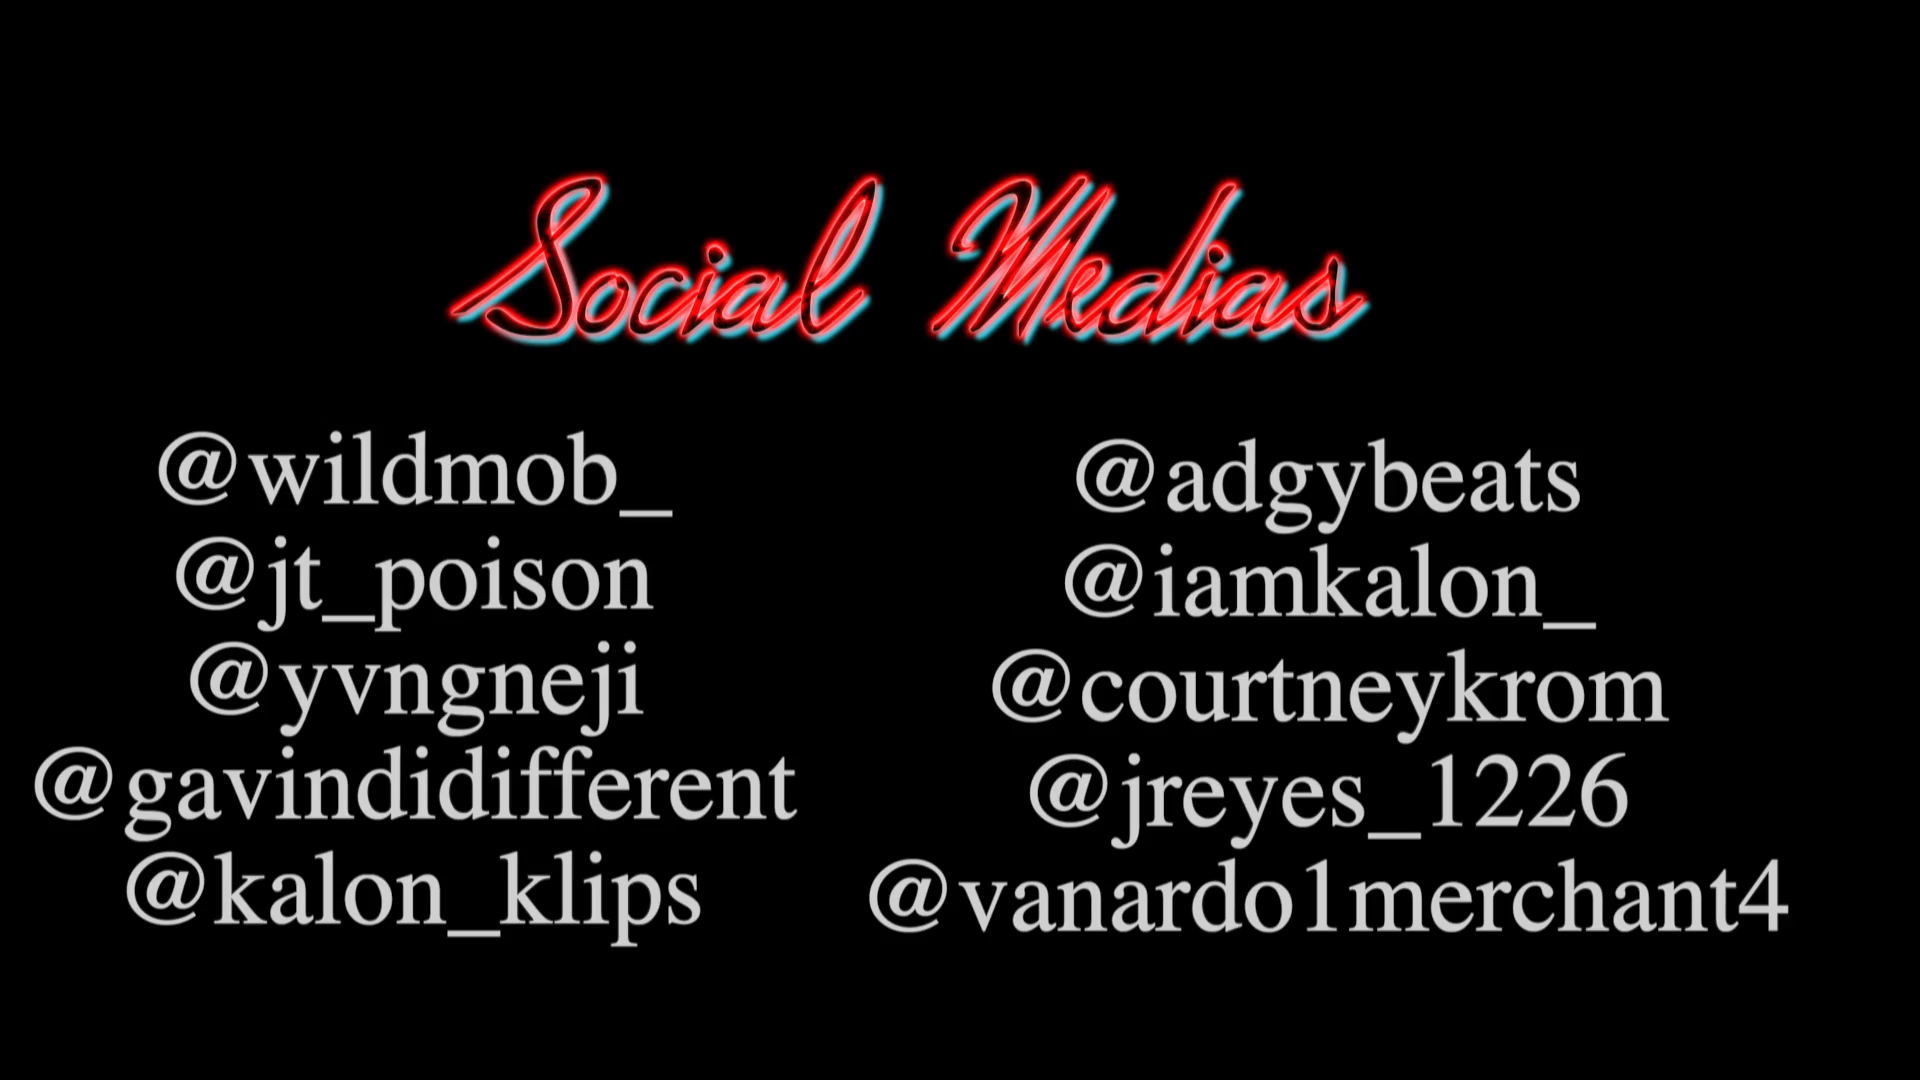 Social Medias
@wildmob_
@jt_poison
@yvngneji
@gavindidifferent
@kalon_klips
@adgybeats
@iamkalon_
@courtneykrom
@jreyes_1226
@vanardo1merchant4